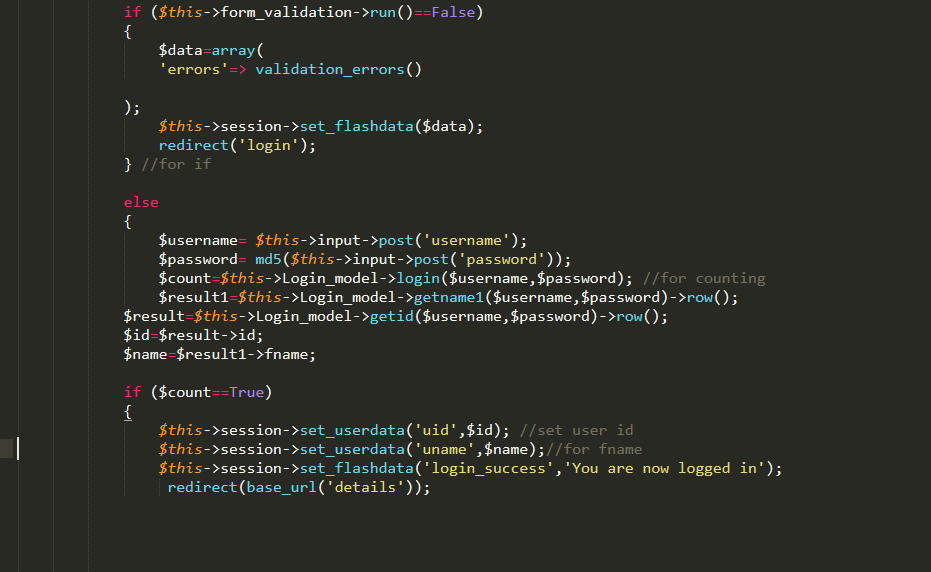 if ($this->form_validation->run()==False)
{
$data=array(
'errors'=> validation_errors()
);
$this->session->set_flashdata($data);
redirect('login');
} //for if
else
{
$username= $this->input->post('username');
$password= md5($this->input->post('password'));
$count=$this->Login_model->login($username,$password); //for counting
$result1=$this->Login_model->getname1($username,$password)->row();
$result=$this->Login_model->getid($username,$password)->row();
$id=$result->id;
$name=$result1->fname;
if ($count==True)
{
$this->session->set_userdata('uid',$id); //set user id
$this->session->set_userdata('uname',$name);//for fname
$this->session->set_flashdata('login_success','You are now logged in');
redirect(base_url('details'));